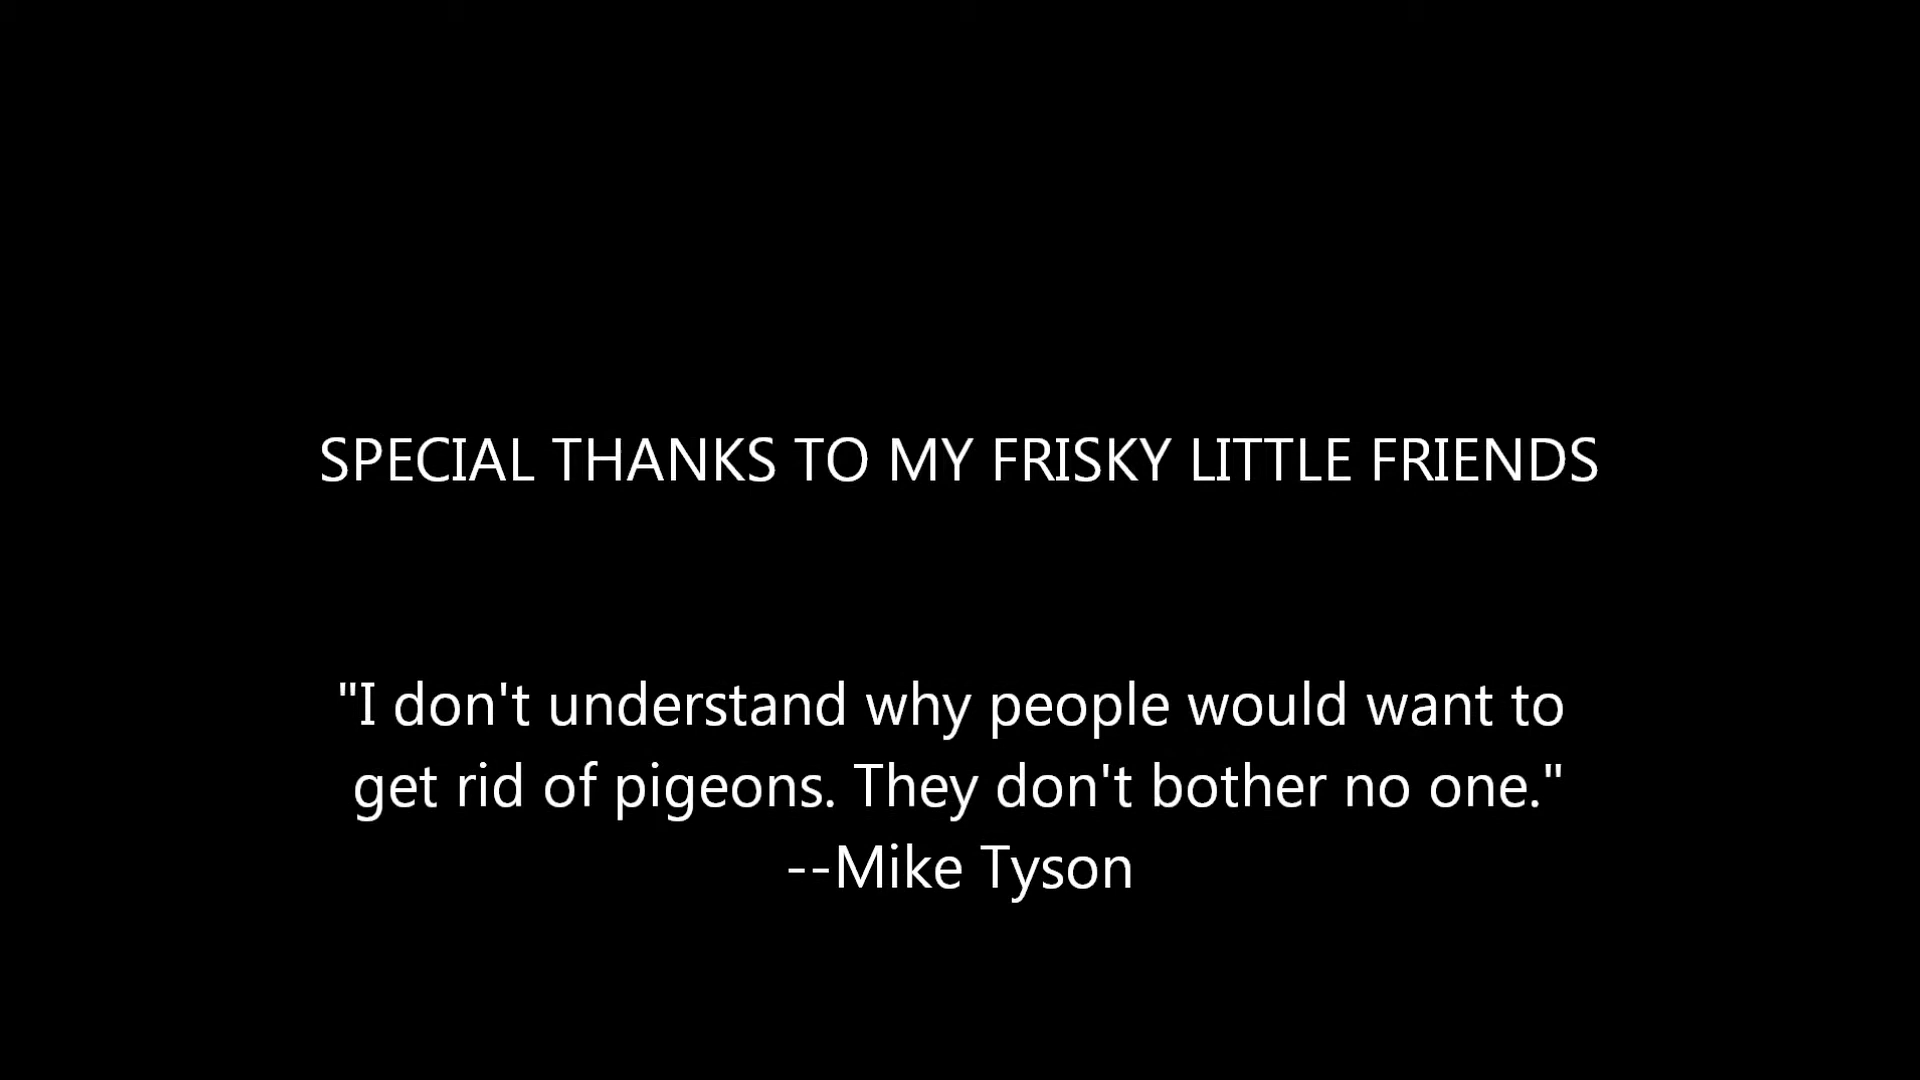 SPECIAL THANKS TO MY FRISKY LITTLE FRIENDS
"I don't understand why people would want to
get rid of pigeons. They don't bother no one."
--Mike Tyson